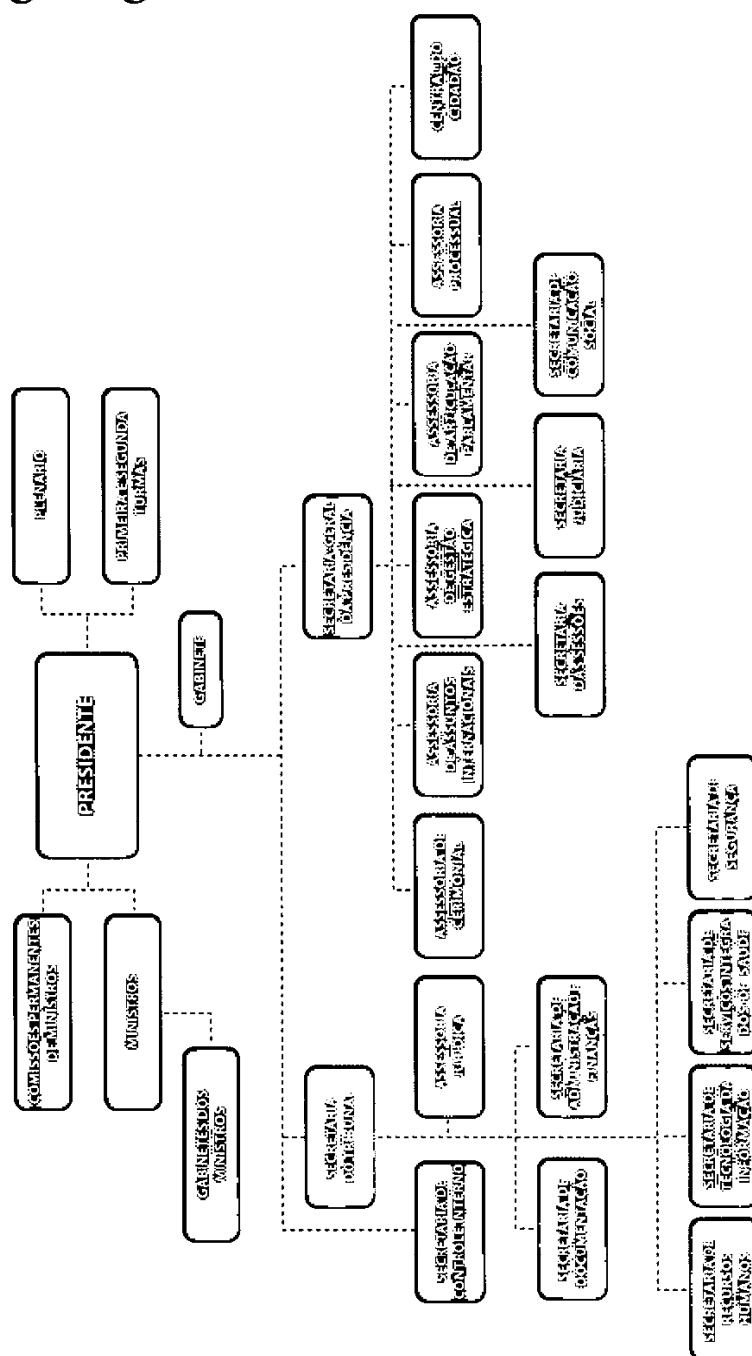 PLENÁRIO
PRIMEIRA E SEGUNDA
TURMAS
PRESIDENTE
COMISSÕES PERMANENTES
DE MINISTROS
MINISTROS
GABINETES DOS
MINISTROS
GABINETE
SECRETARIA-GERAL
DA PRESIDÊNCIA
SECRETARIA
DO TRIBUNAL
SECRETARIA DE
CONTROLE INTERNO
ASSESSORIA
JURÍDICA
ASSESSORIA DE
CERIMONIAL
ASSESSORIA
DE ASSUNTOS
INTERNACIONAIS
ASSESSORIA
DE GESTÃO
ESTRATÉGICA
ASSESSORIA
DE ARTICULAÇÃO
PARLAMENTAR
ASSESSORIA
PROCESSUAL
CENTRAL DO
CIDADÃO
SECRETARIA DE
DOCUMENTAÇÃO
SECRETARIA DE
ADMINISTRAÇÃO E
FINANÇAS
SECRETARIA
DAS SESSÕES
SECRETARIA
JUDICIÁRIA
SECRETARIA DE
COMUNICAÇÃO
SOCIAL
SECRETARIA DE
RECURSOS
HUMANOS
SECRETARIA DE
TECNOLOGIA DA
INFORMAÇÃO
SECRETARIA DE
SERVIÇOS INTEGRA
DOS DE SAÚDE
SECRETARIA DE
SEGURANÇA